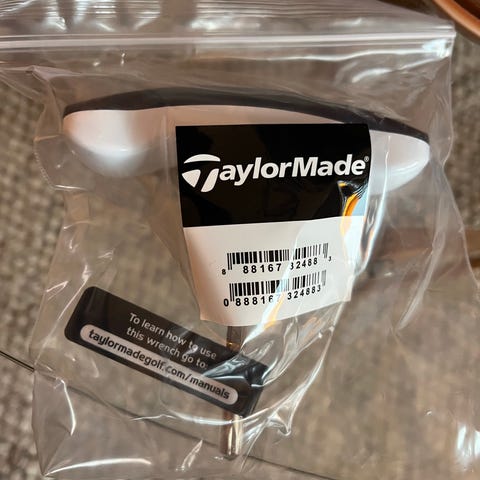 TaylorMade®
8 88167 32488 3
0 888167 324883
To learn how to use
this wrench go to:
taylormadegolf.com/manuals